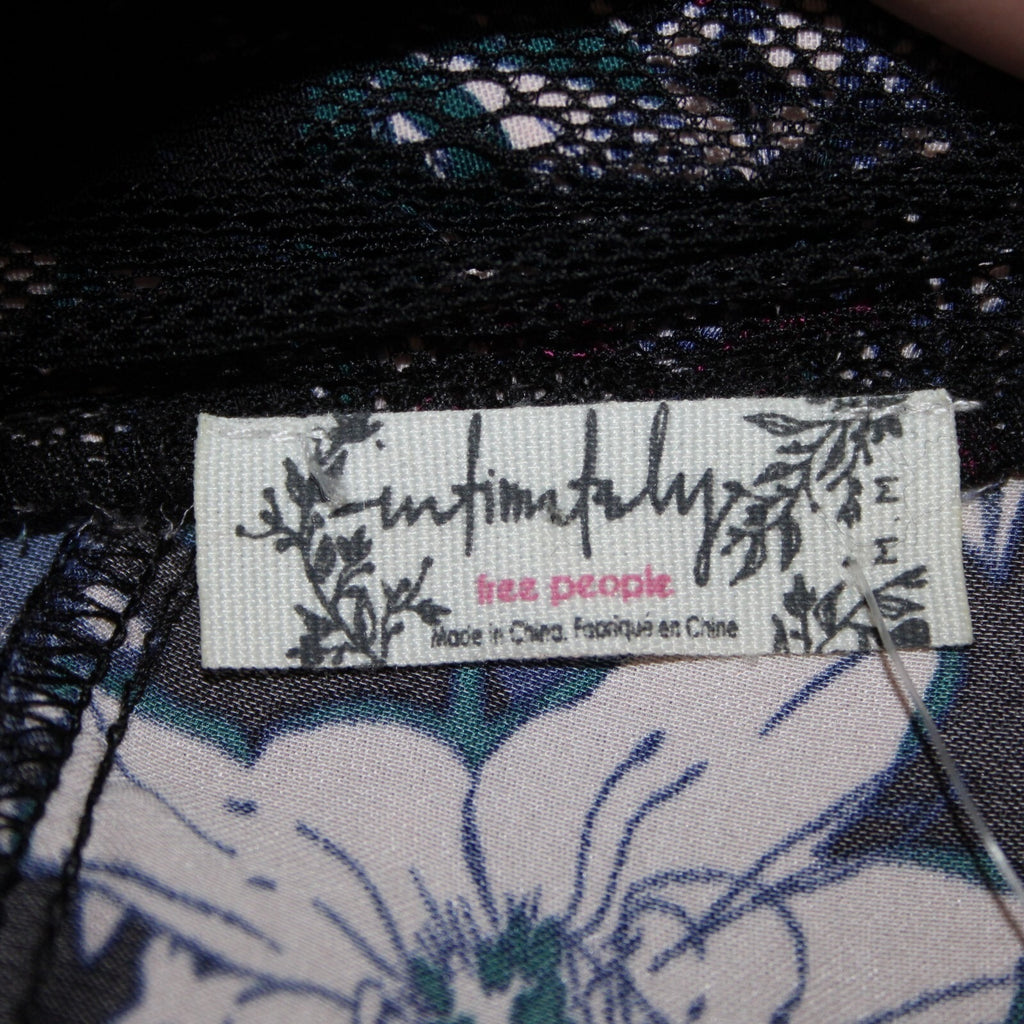 intimately
free people
Made in China. Fabriqué en Chine
M. M